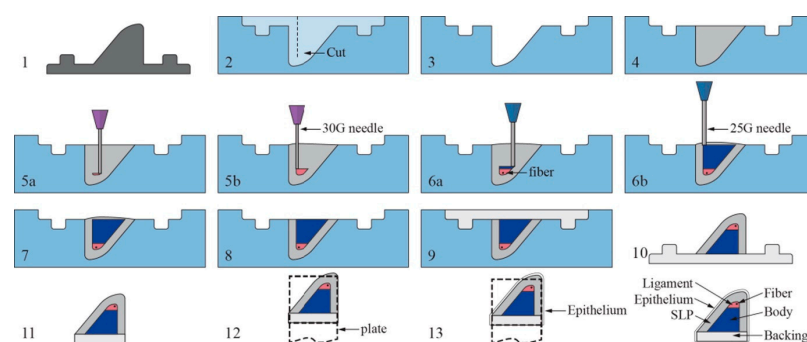 1
2
Cut
3
4
5a
30G needle
5b
fiber
6a
25G needle
6b
7
8
9
10
11
12
plate
13
Epithelium
Ligament
Epithelium
SLP
Fiber
Body
Backing